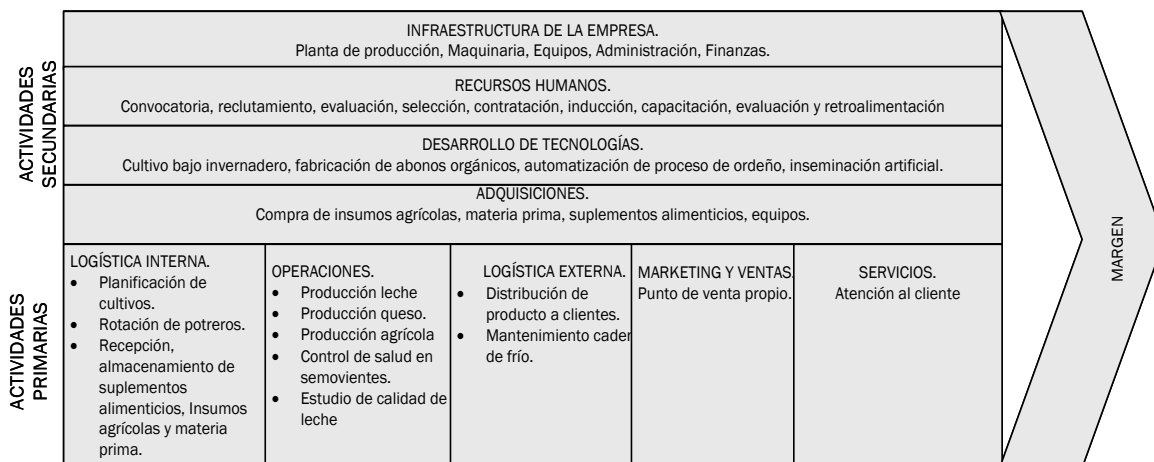 ACTIVIDADES
SECUNDARIAS
INFRAESTRUCTURA DE LA EMPRESA.
Planta de producción, Maquinaria, Equipos, Administración, Finanzas.
RECURSOS HUMANOS.
Convocatoria, reclutamiento, evaluación, selección, contratación, inducción, capacitación, evaluación y retroalimentación
DESARROLLO DE TECNOLOGÍAS.
Cultivo bajo invernadero, fabricación de abonos orgánicos, automatización de proceso de ordeño, inseminación artificial.
ADQUISICIONES.
Compra de insumos agrícolas, materia prima, suplementos alimenticios, equipos.
ACTIVIDADES
PRIMARIAS
LOGÍSTICA INTERNA.
• Planificación de
cultivos.
• Rotación de potreros.
• Recepción,
almacenamiento de
suplementos
alimenticios, Insumos
agrícolas y materia
prima.
OPERACIONES.
• Producción leche
• Producción queso.
• Producción agrícola
• Control de salud en
semovientes.
• Estudio de calidad de
leche
LOGÍSTICA EXTERNA.
• Distribución de
producto a clientes.
• Mantenimiento cader
de frío.
MARKETING Y VENTAS.
Punto de venta propio.
SERVICIOS.
Atención al cliente
MARGEN